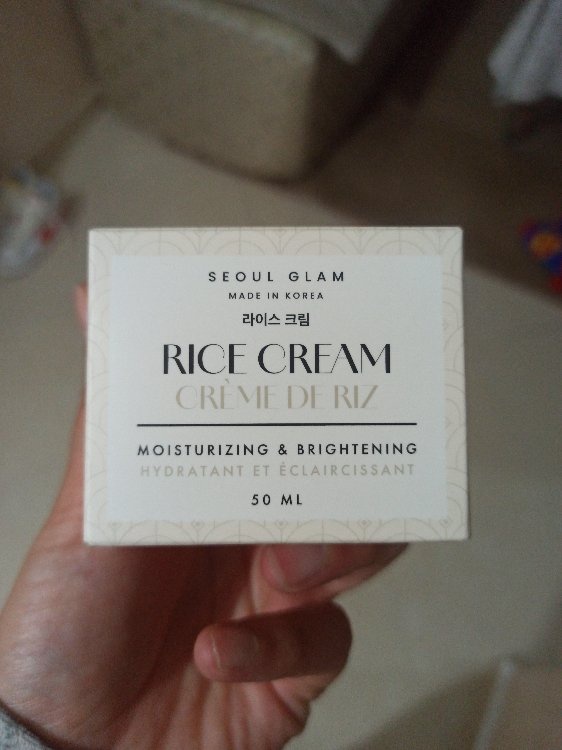 SEOUL GLAM
MADE IN KOREA
라이스 크림
RICE CREAM
CRÈME DE RIZ
MOISTURIZING & BRIGHTENING
HYDRATANT ET ÉCLAIRCISSANT
50 ML